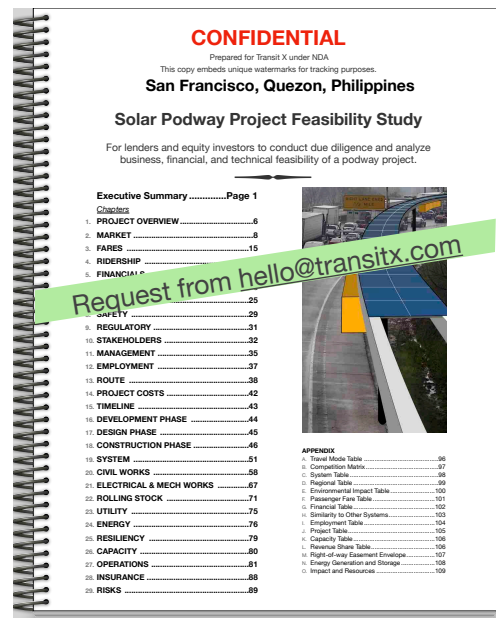 CONFIDENTIAL
Prepared for Transit X under NDA
This copy embeds unique watermarks for tracking purposes.
San Francisco, Quezon, Philippines
Solar Podway Project Feasibility Study
For lenders and equity investors to conduct due diligence and analyze
business, financial, and technical feasibility of a podway project.
Executive Summary .............Page 1
Chapters
1. PROJECT OVERVIEW ...................................6
2. MARKET ..........................................................8
3. FARES ...........................................................15
4. RIDERSHIP
5. FINANCIALS
Request from hello@transitx.com
25
8. SAFETY ..........................................................29
9. REGULATORY ..............................................31
10. STAKEHOLDERS ..........................................32
11. MANAGEMENT .............................................35
12. EMPLOYMENT ..............................................37
13. ROUTE ..........................................................38
14. PROJECT COSTS .........................................42
15. TIMELINE ......................................................43
16. DEVELOPMENT PHASE ..............................44
17. DESIGN PHASE ............................................45
18. CONSTRUCTION PHASE .............................46
19. SYSTEM ........................................................51
20. CIVIL WORKS ...............................................58
21. ELECTRICAL & MECH WORKS ..................67
22. ROLLING STOCK .........................................71
23. UTILITY .........................................................75
24. ENERGY ........................................................76
25. RESILIENCY .................................................79
26. CAPACITY .....................................................80
27. OPERATIONS ................................................81
28. INSURANCE ..................................................88
29. RISKS ............................................................89
APPENDIX
A. Travel Mode Table ..........................................96
B. Competition Matrix .........................................97
C. System Table ..................................................98
D. Regional Table ................................................99
E. Environmental Impact Table .........................100
F. Passenger Fare Table ....................................101
G. Financial Table ..............................................102
H. Similarity to Other Systems ..........................103
I. Employment Table .........................................104
J. Project Table .................................................105
K. Capacity Table ..............................................106
L. Revenue Share Table ....................................106
M. Right-of-way Easement Envelope ................107
N. Energy Generation and Storage ...................108
O. Impact and Resources ..................................109